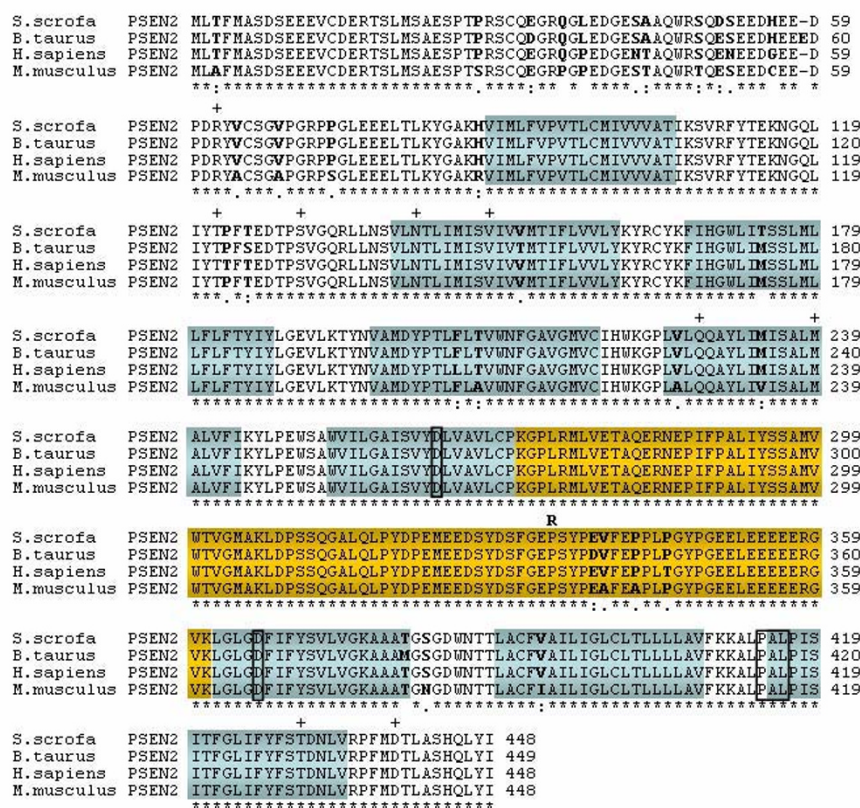 S.scrofa PSEN2 MLTFMASDSEEEVCDERTSLMSAESPTPRSCQEGRQGLEDGESAAQWRSQDSEEDHEE-D 59
B.taurus PSEN2 MLTFMASDSEEEVCDERTSLMSAESPTPRSCQDGRPGLEDGESAAQWRSQDSEEDHEEED 60
H.sapiens PSEN2 MLTFMASDSEEEVCDERTSLMSAESPTPRSCQEGRQGPEDGENTAQWRSQENEEDGEE-D 59
M.musculus PSEN2 MLAFMASDSEEEVCDERTSLMSAESPTSRSCQEGRPGPEDGESTAQWRTQESEEDCEE-D 59
+
S.scrofa PSEN2 PDRYVCSGVPGRPPGLEEELTLKYGAKHVIMLFVPVTLCMIVVVATIKSVRFYTEKNGQL 119
B.taurus PSEN2 PDRYVCSGVPGRPPGLEEELTLKYGAKHVIMLFVPVTLCMIVVVATIKSVRFYTEKNGQL 120
H.sapiens PSEN2 PDRYVCSGVPGRPPGLEEELTLKYGAKHVIMLFVPVTLCMIVVVATIKSVRFYTEKNGQL 119
M.musculus PSEN2 PDRYACSGAPGRPSGLEEELTLKYGAKRVIMLFVPVTLCMIVVVATIKSVRFYTEKNGQL 119
+ + + +
S.scrofa PSEN2 IYTPFTEDTPSVGQRLLNSVLNTLIMISVIVVMTIFLVVLYKYRCYKFIHGWLITSSLML 179
B.taurus PSEN2 IYTPFSEDTPSVGQRLLNSVLNTLIMISVIVTMTIFLVVLYKYRCYKFIHGWLIMSSLML 180
H.sapiens PSEN2 IYTTFTEDTPSVGQRLLNSVLNTLIMISVIVVMTIFLVVLYKYRCYKFIHGWLIMSSLML 179
M.musculus PSEN2 IYTPFTEDTPSVGQRLLNSVLNTLIMISVIVVMTIFLVVLYKYRCYKFIHGWLIMSSLML 179
+ +
S.scrofa PSEN2 LFLFTYIYLGEVLKTYNVAMDYPTLFLTVWNFGAVGMVCIHWKGPLVLQQAYLIMISALM 239
B.taurus PSEN2 LFLFTYIYLGEVLKTYNVAMDYPTLFLTVWNFGAVGMVCIHWKGPLVLQQAYLIMISALM 240
H.sapiens PSEN2 LFLFTYIYLGEVLKTYNVAMDYPTLLLTVWNFGAVGMVCIHWKGPLVLQQAYLIMISALM 239
M.musculus PSEN2 LFLFTYIYLGEVLKTYNVAMDYPTLFLAVWNFGAVGMVCIHWKGPLALQQAYLIVISALM 239
S.scrofa PSEN2 ALVFIKYLPEWSAWVILGAISVYDLVAVLCPKGPLRMLVETAQERNEPIFPALIYSSAMV 299
B.taurus PSEN2 ALVFIKYLPEWSAWVILGAISVYDLVAVLCPKGPLRMLVETAQERNEPIFPALIYSSAMV 300
H.sapiens PSEN2 ALVFIKYLPEWSAWVILGAISVYDLVAVLCPKGPLRMLVETAQERNEPIFPALIYSSAMV 299
M.musculus PSEN2 ALVFIKYLPEWSAWVILGAISVYDLVAVLCPKGPLRMLVETAQERNEPIFPALIYSSAMV 299
R
S.scrofa PSEN2 WTVGMAKLDPSSQGALQLPYDPEMEEDSYDSFGEPSYPEVFEPPLPGYPGEELEEEEERG 359
B.taurus PSEN2 WTVGMAKLDPSSQGALQLPYDPEMEEDSYDSFGEPSYPDVFEPPLPGYPGEELEEEEERG 360
H.sapiens PSEN2 WTVGMAKLDPSSQGALQLPYDPEMEEDSYDSFGEPSYPEVFEPPLTGYPGEELEEEEERG 359
M.musculus PSEN2 WTVGMAKLDPSSQGALQLPYDPEMEEDSYDSFGEPSYPEAFEAPLPGYPGEELEEEEERG 359
S.scrofa PSEN2 VKLGLGDFIFYSVLVGKAAATGSGDWNTTLACFVAILIGLCLTLLLLAVFKKALPALPIS 419
B.taurus PSEN2 VKLGLGDFIFYSVLVGKAAAMGSGDWNTTLACFVAILIGLCLTLLLLAVFKKALPALPIS 420
H.sapiens PSEN2 VKLGLGDFIFYSVLVGKAAATGSGDWNTTLACFVAILIGLCLTLLLLAVFKKALPALPIS 419
M.musculus PSEN2 VKLGLGDFIFYSVLVGKAAATGNGDWNTTLACFIAILIGLCLTLLLLAVFKKALPALPIS 419
+ +
S.scrofa PSEN2 ITFGLIFYFSTDNLVRPFMDTLASHQLYI 448
B.taurus PSEN2 ITFGLIFYFSTDNLVRPFMDTLASHQLYI 449
H.sapiens PSEN2 ITFGLIFYFSTDNLVRPFMDTLASHQLYI 448
M.musculus PSEN2 ITFGLIFYFSTDNLVRPFMDTLASHQLYI 448
*****************************